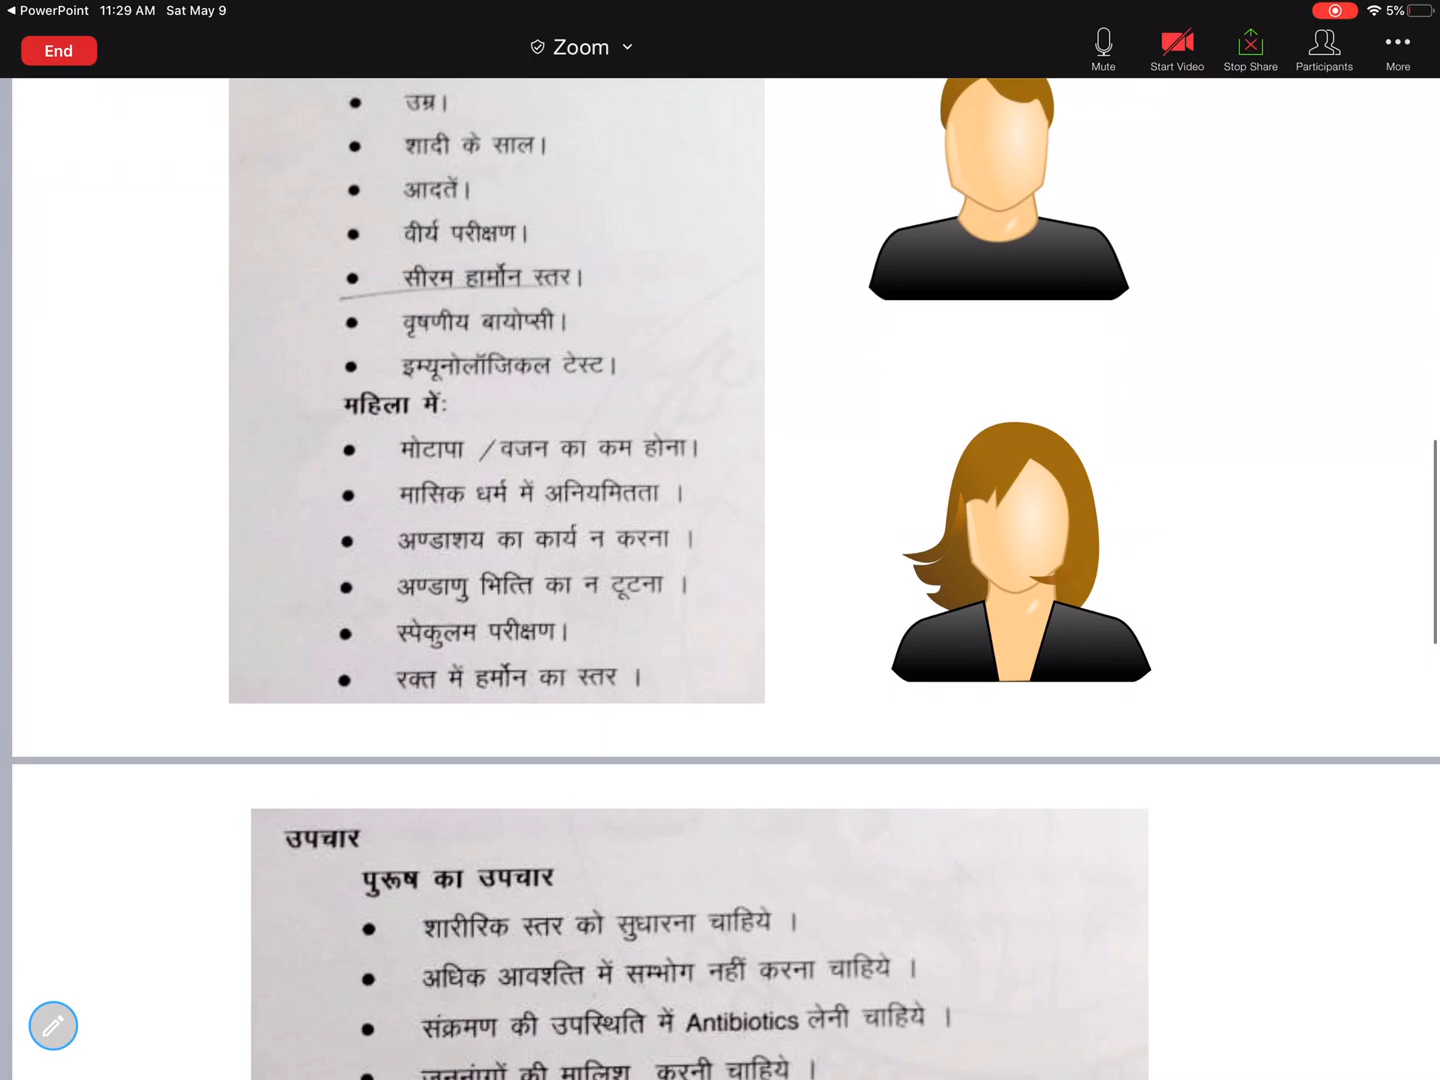 ◀ PowerPoint 11:29 AM Sat May 9
5%
End
Zoom
Mute
Start Video
Stop Share
Participants
More
• उम्र।
• शादी के साल।
• आदतें।
• वीर्य परीक्षण।
• सीरम हार्मोन स्तर।
• वृषणीय बायोप्सी।
• इम्यूनोलॉजिकल टेस्ट।
महिला में:
• मोटापा /वजन का कम होना।
• मासिक धर्म में अनियमितता ।
• अण्डाशय का कार्य न करना ।
• अण्डाणु भित्ति का न टूटना ।
• स्पेकुलम परीक्षण।
• रक्त में हर्मोन का स्तर ।
उपचार
पुरूष का उपचार
• शारीरिक स्तर को सुधारना चाहिये ।
• अधिक आवश्त्ति में सम्भोग नहीं करना चाहिये ।
• संक्रमण की उपस्थिति में Antibiotics लेनी चाहिये ।
• जननांगों की मालिश करनी चाहिये ।